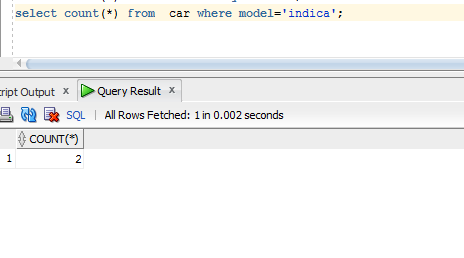 select count(*) from  car where model='indica';
cript Output x Query Result x
SQL | All Rows Fetched: 1 in 0.002 seconds
COUNT(*)
1 2